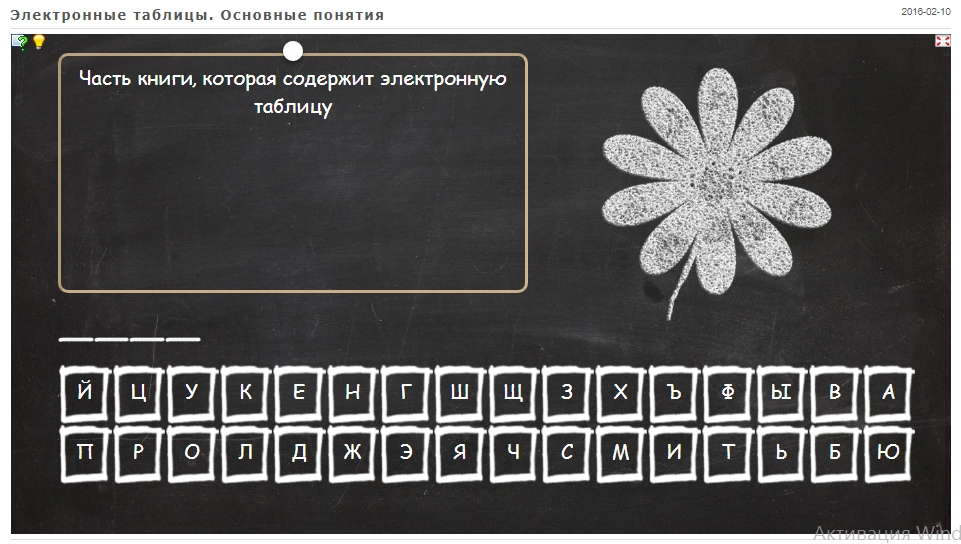 Электронные таблицы. Основные понятия
2016-02-10
Часть книги, которая содержит электронную
таблицу
Й Ц У К Е Н Г Ш Щ З Х Ъ Ф Ы В А
П Р О Л Д Ж Э Я Ч С М И Т Ь Б Ю
Активация Wind